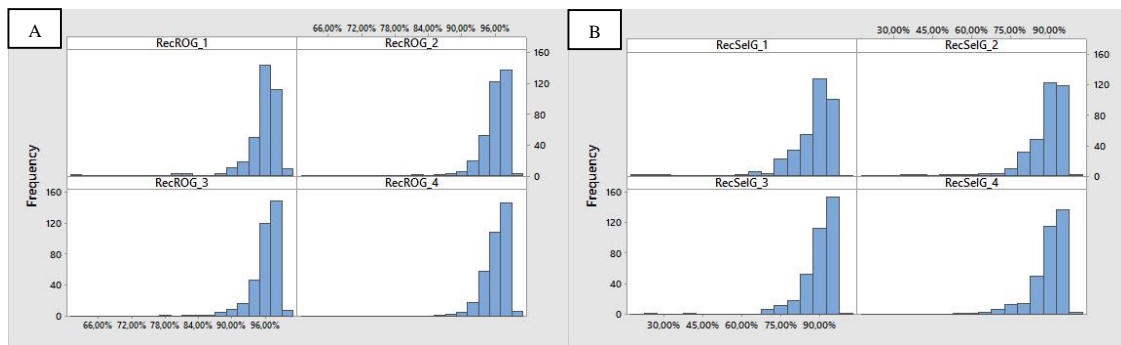 A
66,00% 72,00% 78,00% 84,00% 90,00% 96,00%
RecROG_1 RecROG_2
160
120
80
40
0
Frequency
RecROG_3 RecROG_4
160
120
80
40
0
66,00% 72,00% 78,00% 84,00% 90,00% 96,00%
B
30,00% 45,00% 60,00% 75,00% 90,00%
RecSelG_1 RecSelG_2
160
120
80
40
0
Frequency
RecSelG_3 RecSelG_4
160
120
80
40
0
30,00% 45,00% 60,00% 75,00% 90,00%